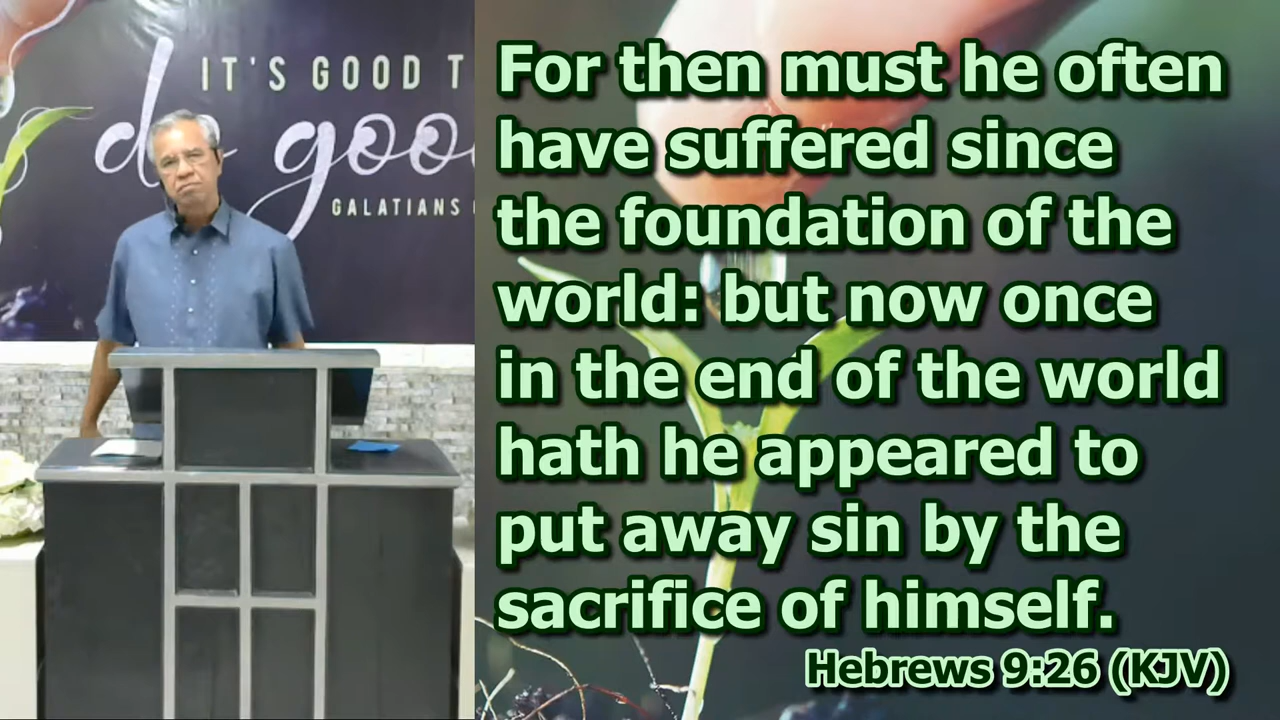 IT'S GOOD T
do good
GALATIANS
For then must he often
have suffered since
the foundation of the
world: but now once
in the end of the world
hath he appeared to
put away sin by the
sacrifice of himself.
Hebrews 9:26 (KJV)